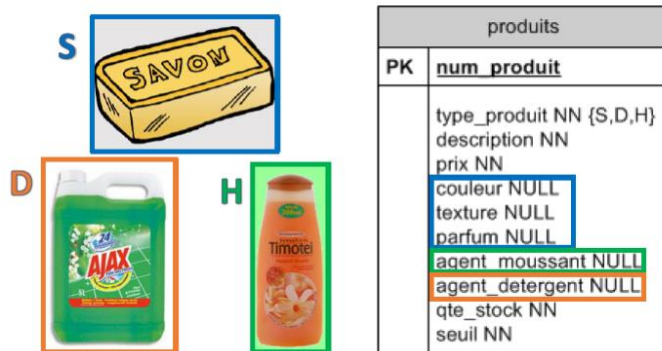 S
SAVON
D
AJAX
H
Timotei
produits
PK num_produit
type_produit NN {S,D,H}
description NN
prix NN
couleur NULL
texture NULL
parfum NULL
agent_moussant NULL
agent_detergent NULL
qte_stock NN
seuil NN